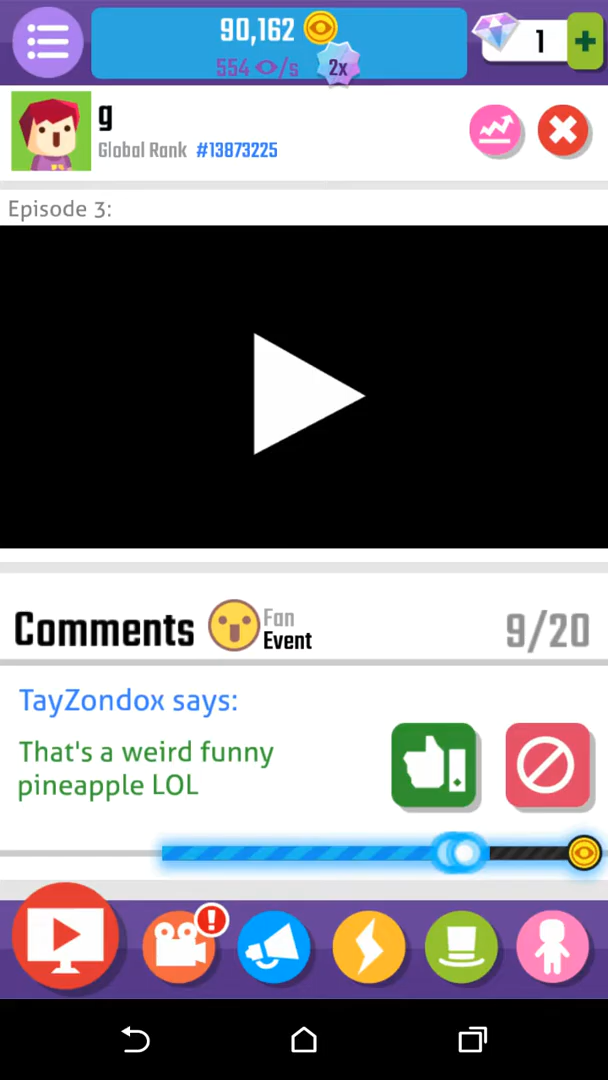 90,162
554 /s
2x
1
+
g
Global Rank #13873225
Episode 3:
Comments
Fan
Event
9/20
TayZondox says:
That's a weird funny
pineapple LOL
!